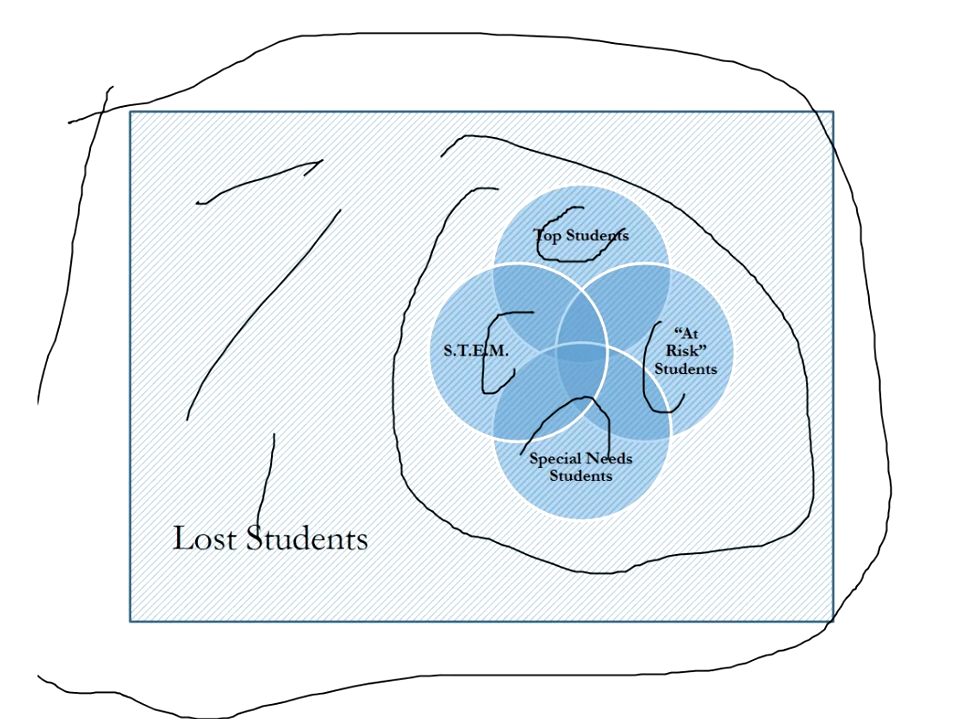 Top Students
S.T.E.M.
“At
Risk”
Students
Special Needs
Students
Lost Students